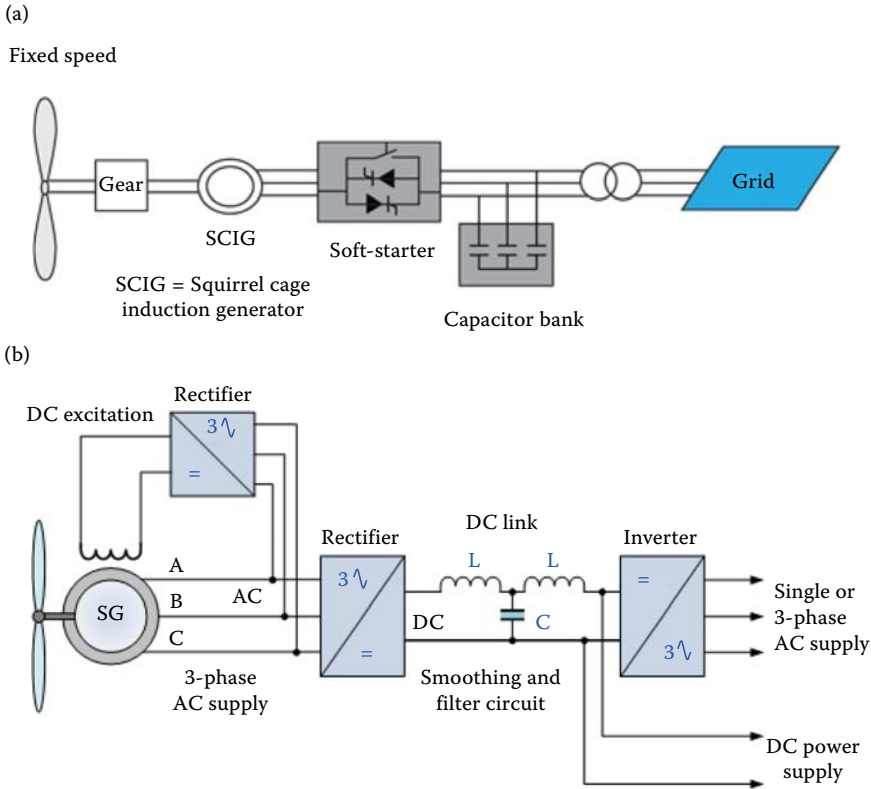 (a)
Fixed speed
Gear
SCIG
SCIG = Squirrel cage
induction generator
Soft-starter
Capacitor bank
Grid
(b)
DC excitation
Rectifier
3
=
SG
A
B
C
AC
3-phase
AC supply
Rectifier
3
=
DC
DC link
L
L
C
Smoothing and
filter circuit
Inverter
=
3
Single or
3-phase
AC supply
DC power
supply